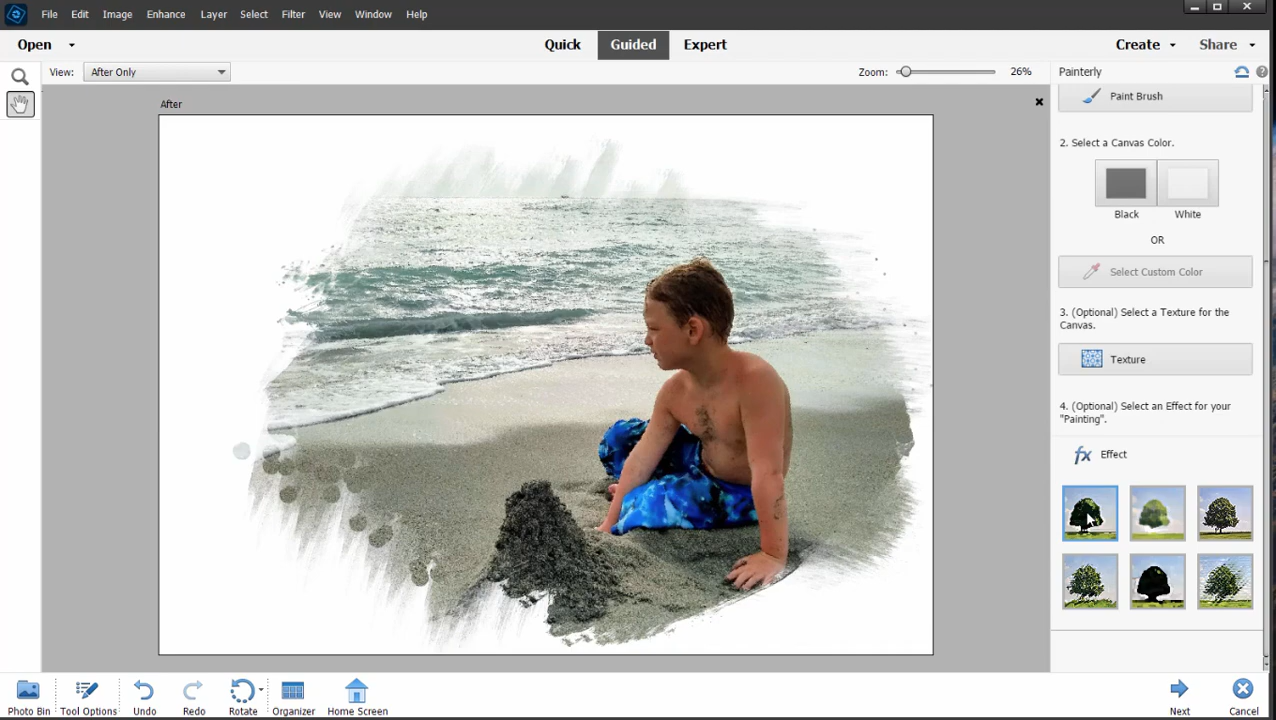 File Edit Image Enhance Layer Select Filter View Window Help
Open Quick Guided Expert Create Share
View: After Only Zoom: 26% Painterly
After
Paint Brush
2. Select a Canvas Color.
Black White
OR
Select Custom Color
3. (Optional) Select a Texture for the
Canvas.
Texture
4. (Optional) Select an Effect for your
"Painting".
fx Effect
Photo Bin Tool Options Undo Redo Rotate Organizer Home Screen Next Cancel